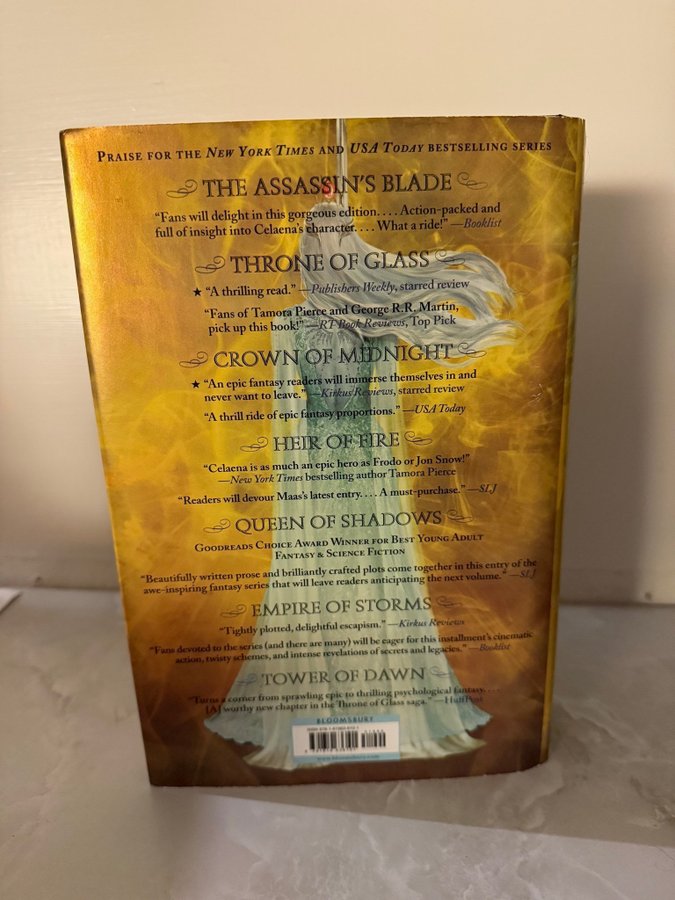 PRAISE FOR THE NEW YORK TIMES AND USA TODAY BESTSELLING SERIES
THE ASSASSIN'S BLADE
“Fans will delight in this gorgeous edition. . . . Action-packed and
full of insight into Celaena's character. . . . What a ride!” —Booklist
THRONE OF GLASS
★ “A thrilling read.” —Publishers Weekly, starred review
“Fans of Tamora Pierce and George R.R. Martin,
pick up this book!” —RT Book Reviews, Top Pick
CROWN OF MIDNIGHT
★ “An epic fantasy readers will immerse themselves in and
never want to leave.” —Kirkus Reviews, starred review
“A thrill ride of epic fantasy proportions.” —USA Today
HEIR OF FIRE
“Celaena is as much an epic hero as Frodo or Jon Snow!”
—New York Times bestselling author Tamora Pierce
“Readers will devour Maas's latest entry. . . . A must-purchase.” —SLJ
QUEEN OF SHADOWS
GOODREADS CHOICE AWARD WINNER FOR BEST YOUNG ADULT
FANTASY & SCIENCE FICTION
“Beautifully written prose and brilliantly crafted plots come together in this entry of the
awe-inspiring fantasy series that will leave readers anticipating the next volume.” —SLJ
EMPIRE OF STORMS
“Tightly plotted, delightful escapism.” —Kirkus Reviews
“Fans devoted to the series (and there are many) will be eager for this installment's cinematic
action, twisty schemes, and intense revelations of secrets and legacies.” —Booklist
TOWER OF DAWN
“Turns a corner from sprawling epic to thrilling psychological fantasy. . . .
[A] worthy new chapter in the Throne of Glass saga.” —HuffPost
BLOOMSBURY
www.bloomsbury.com